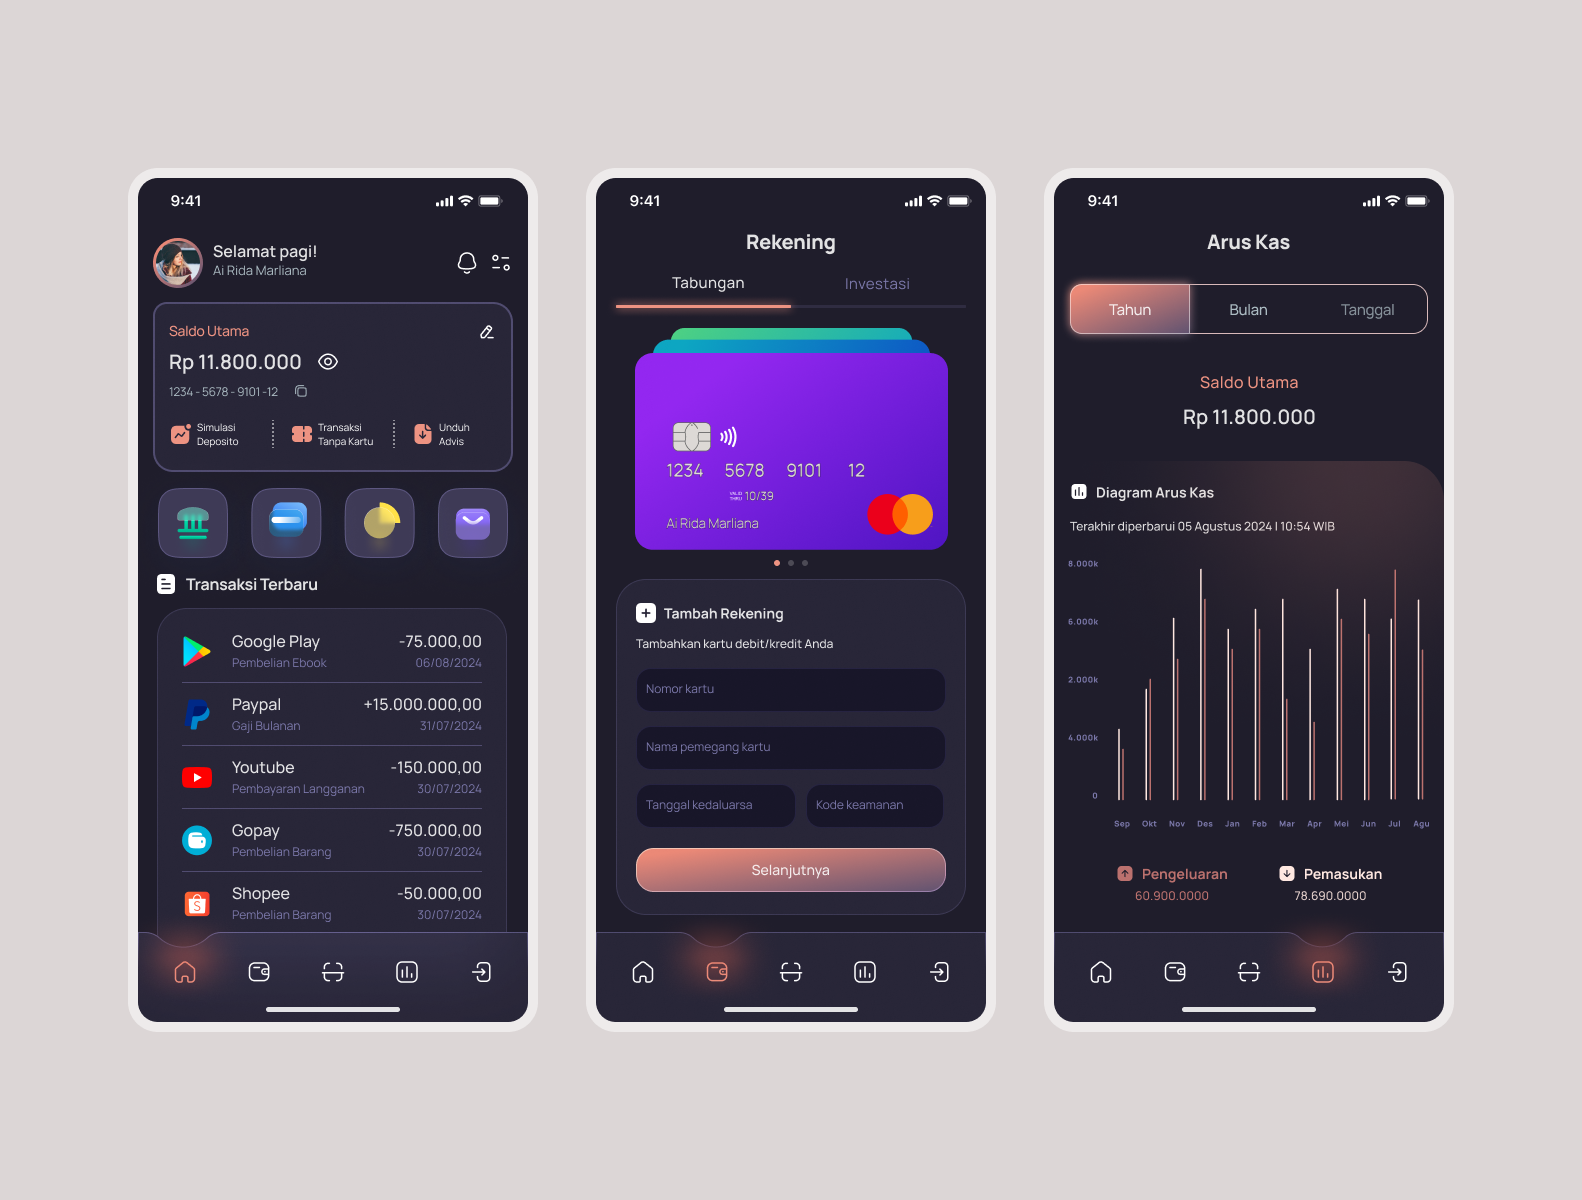 9:41
Selamat pagi!
Ai Rida Marliana
Saldo Utama
Rp 11.800.000
1234 - 5678 - 9101 -12
Simulasi
Deposito
Transaksi
Tanpa Kartu
Unduh
Advis
Transaksi Terbaru
Google Play -75.000,00
Pembelian Ebook 06/08/2024
Paypal +15.000.000,00
Gaji Bulanan 31/07/2024
Youtube -150.000,00
Pembayaran Langganan 30/07/2024
Gopay -750.000,00
Pembelian Barang 30/07/2024
Shopee -50.000,00
Pembelian Barang 30/07/2024
9:41
Rekening
Tabungan Investasi
1234 5678 9101 12
VALID
THRU 10/39
Ai Rida Marliana
Tambah Rekening
Tambahkan kartu debit/kredit Anda
Nomor kartu
Nama pemegang kartu
Tanggal kedaluarsa Kode keamanan
Selanjutnya
9:41
Arus Kas
Tahun Bulan Tanggal
Saldo Utama
Rp 11.800.000
Diagram Arus Kas
Terakhir diperbarui 05 Agustus 2024 | 10:54 WIB
8.000k
6.000k
2.000k
4.000k
0
Sep Okt Nov Des Jan Feb Mar Apr Mei Jun Jul Agu
Pengeluaran Pemasukan
60.900.0000 78.690.0000